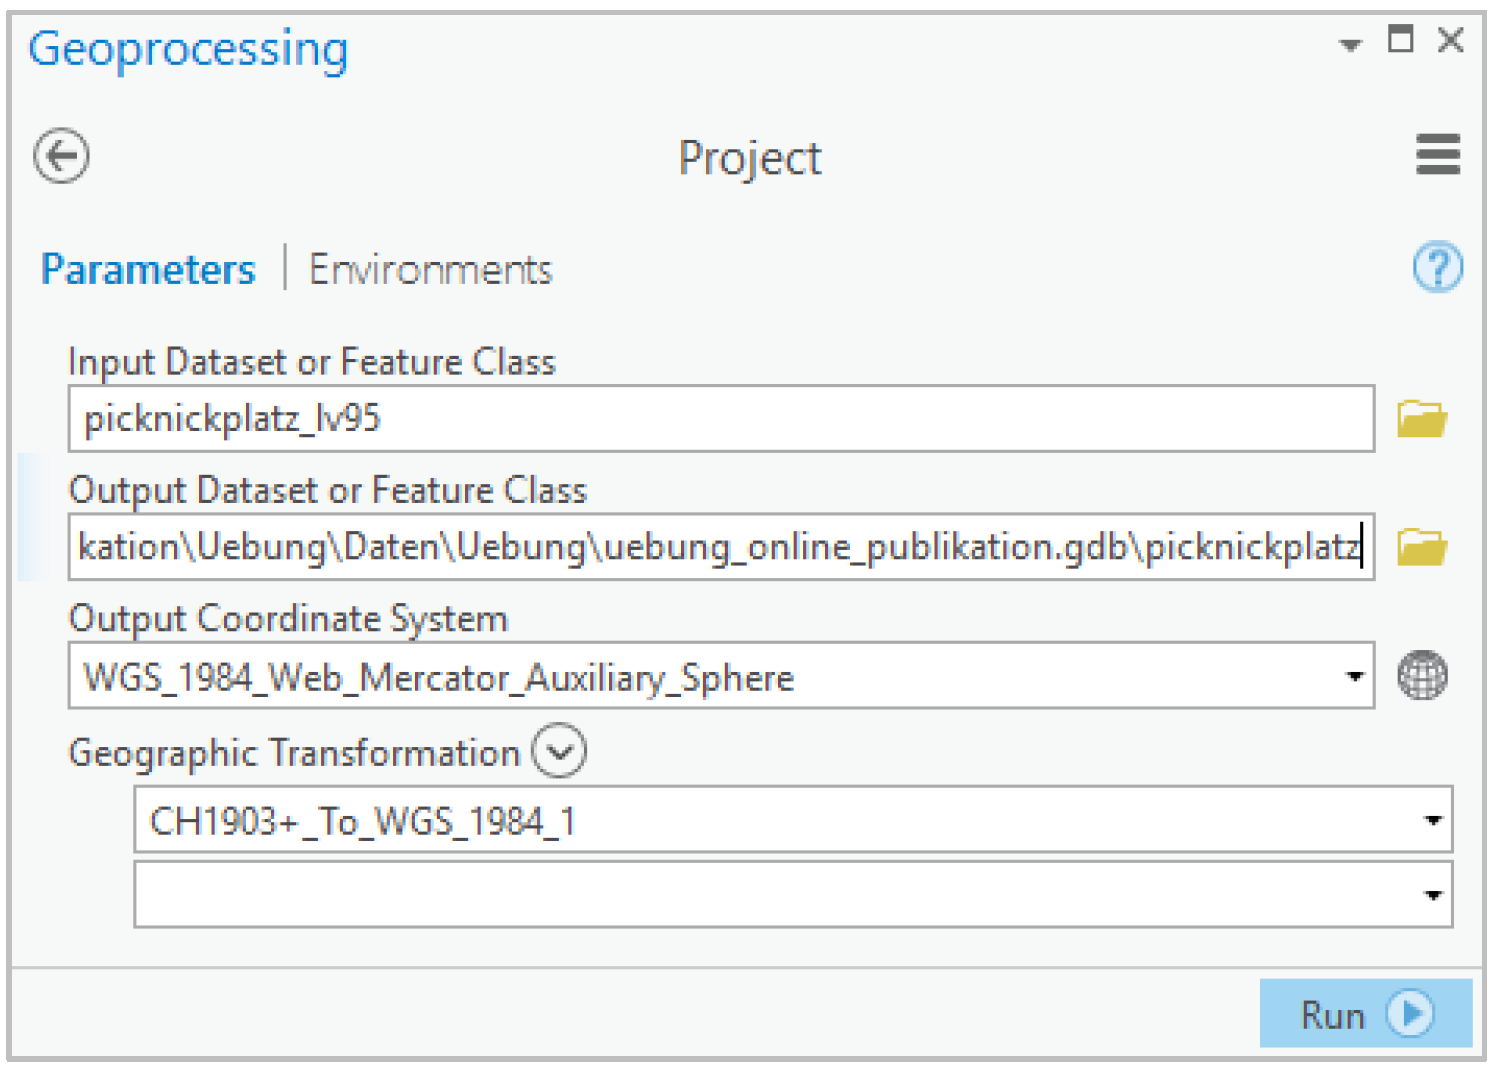 Geoprocessing
Project
Parameters | Environments
Input Dataset or Feature Class
picknickplatz_lv95
Output Dataset or Feature Class
kation\Uebung\Daten\Uebung\uebung_online_publikation.gdb\picknickplatz
Output Coordinate System
WGS_1984_Web_Mercator_Auxiliary_Sphere
Geographic Transformation
CH1903+_To_WGS_1984_1
Run